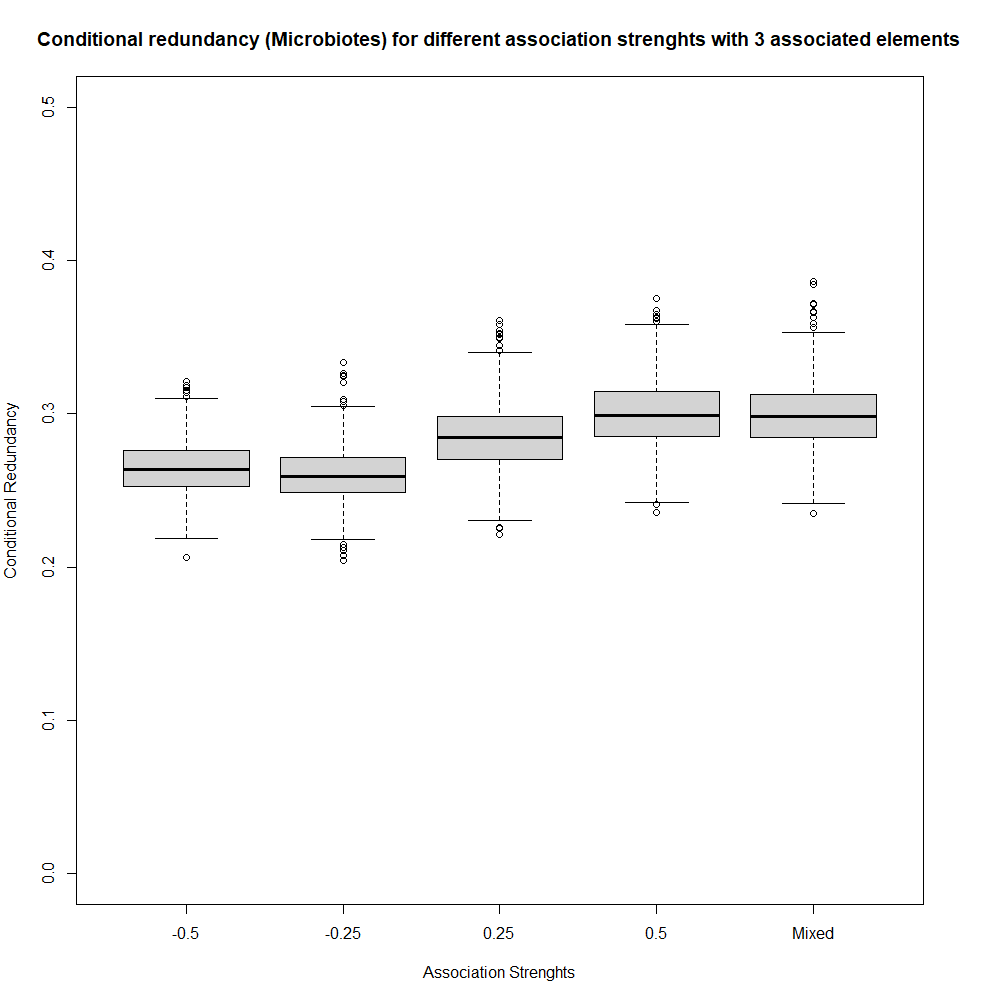 Conditional redundancy (Microbiotes) for different association strenghts with 3 associated elements
0.5
0.4
0.3
0.2
0.1
0.0
Conditional Redundancy
-0.5 -0.25 0.25 0.5 Mixed
Association Strenghts